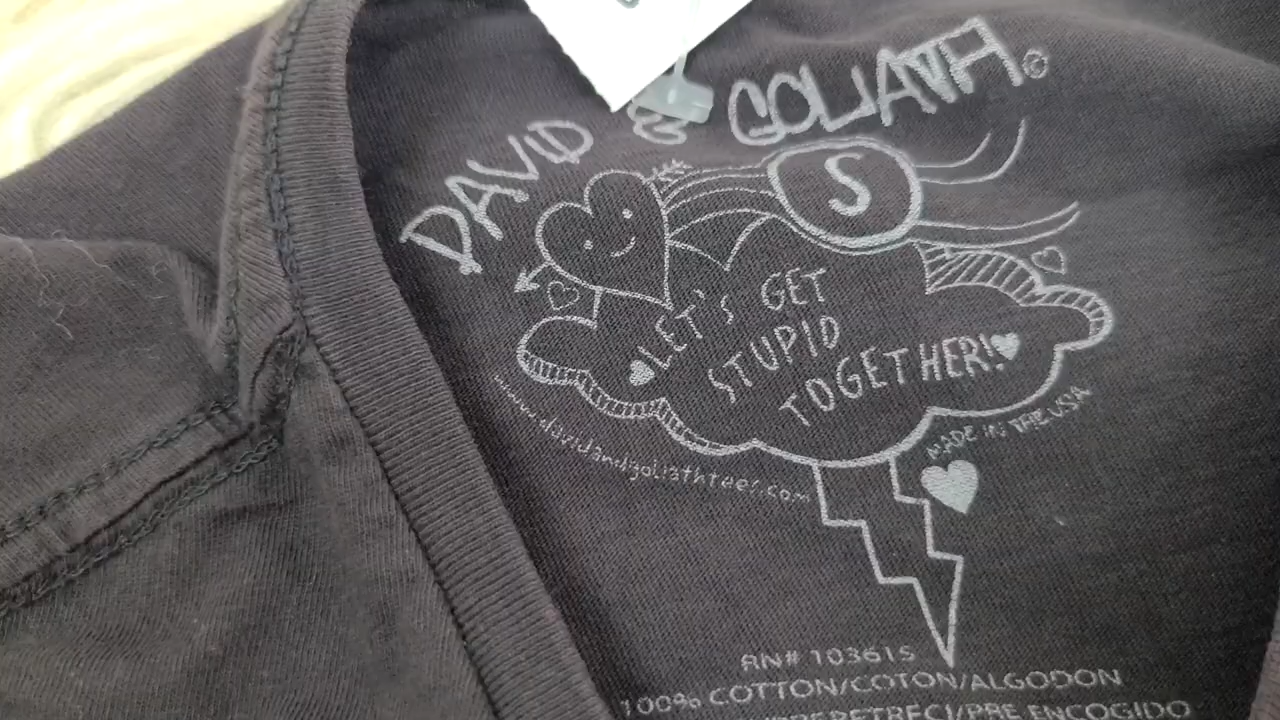 DAVID & GOLIATH ©
S
LET'S GET
STUPID
TOGETHER!
www.davidandgoliathtees.com
MADE IN THE USA
RN# 103615
100% COTTON/COTON/ALGODON
PRE ENCOGIDO